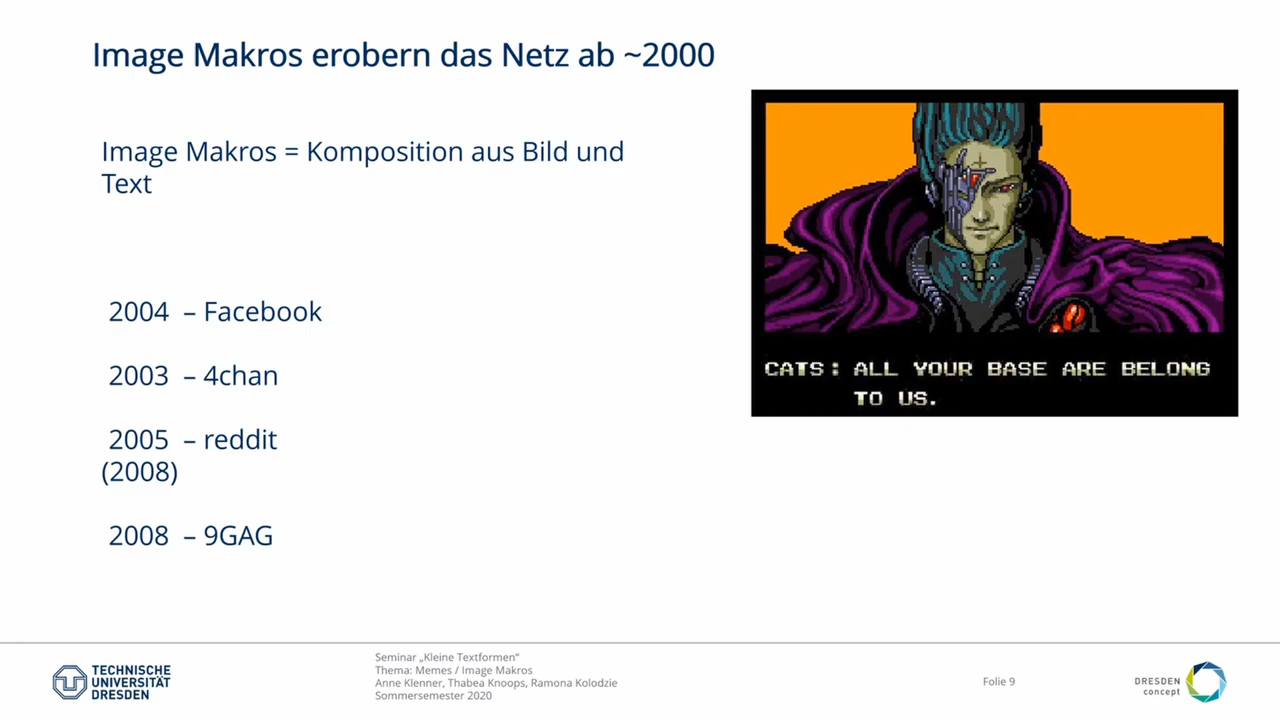 Image Makros erobern das Netz ab ~2000
Image Makros = Komposition aus Bild und
Text
2004 – Facebook
2003 – 4chan
2005 – reddit
(2008)
2008 – 9GAG
CATS: ALL YOUR BASE ARE BELONG
TO US.
TECHNISCHE
UNIVERSITÄT
DRESDEN
Seminar „Kleine Textformen“
Thema: Memes / Image Makros
Anne Klenner, Thabea Knoops, Ramona Kolodzie
Sommersemester 2020
Folie 9
DRESDEN
concept